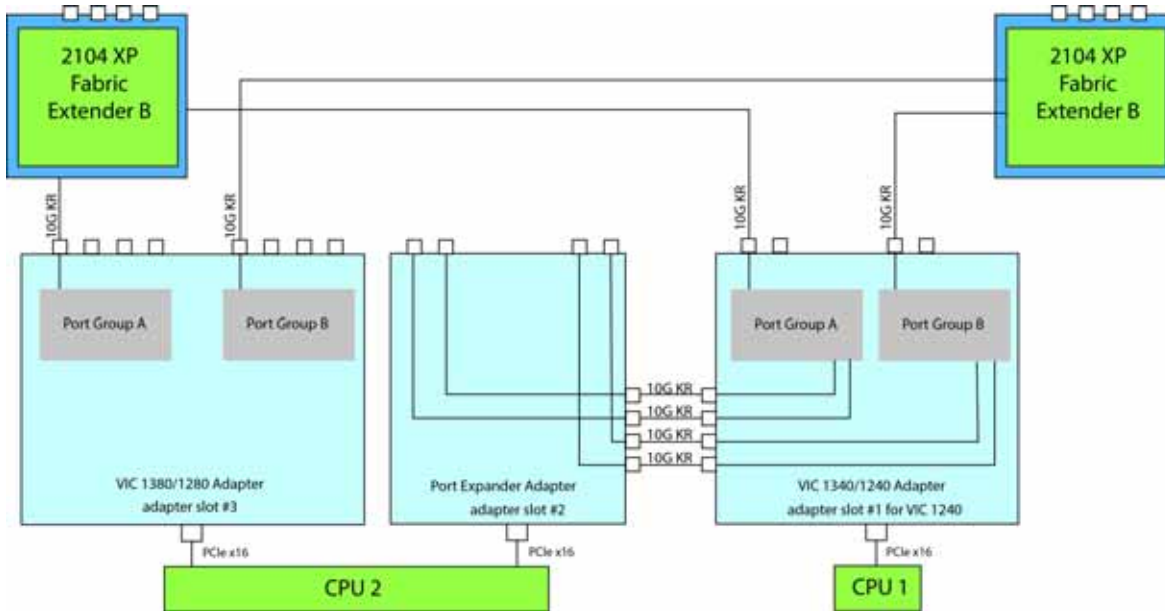 2104 XP
Fabric
Extender B
2104 XP
Fabric
Extender B
10G KR
10G KR
10G KR
10G KR
Port Group A
Port Group B
Port Group A
Port Group B
10G KR
10G KR
10G KR
10G KR
VIC 1380/1280 Adapter
adapter slot #3
Port Expander Adapter
adapter slot #2
VIC 1340/1240 Adapter
adapter slot #1 for VIC 1240
PCIe x16
PCIe x16
PCIe x16
CPU 2
CPU 1